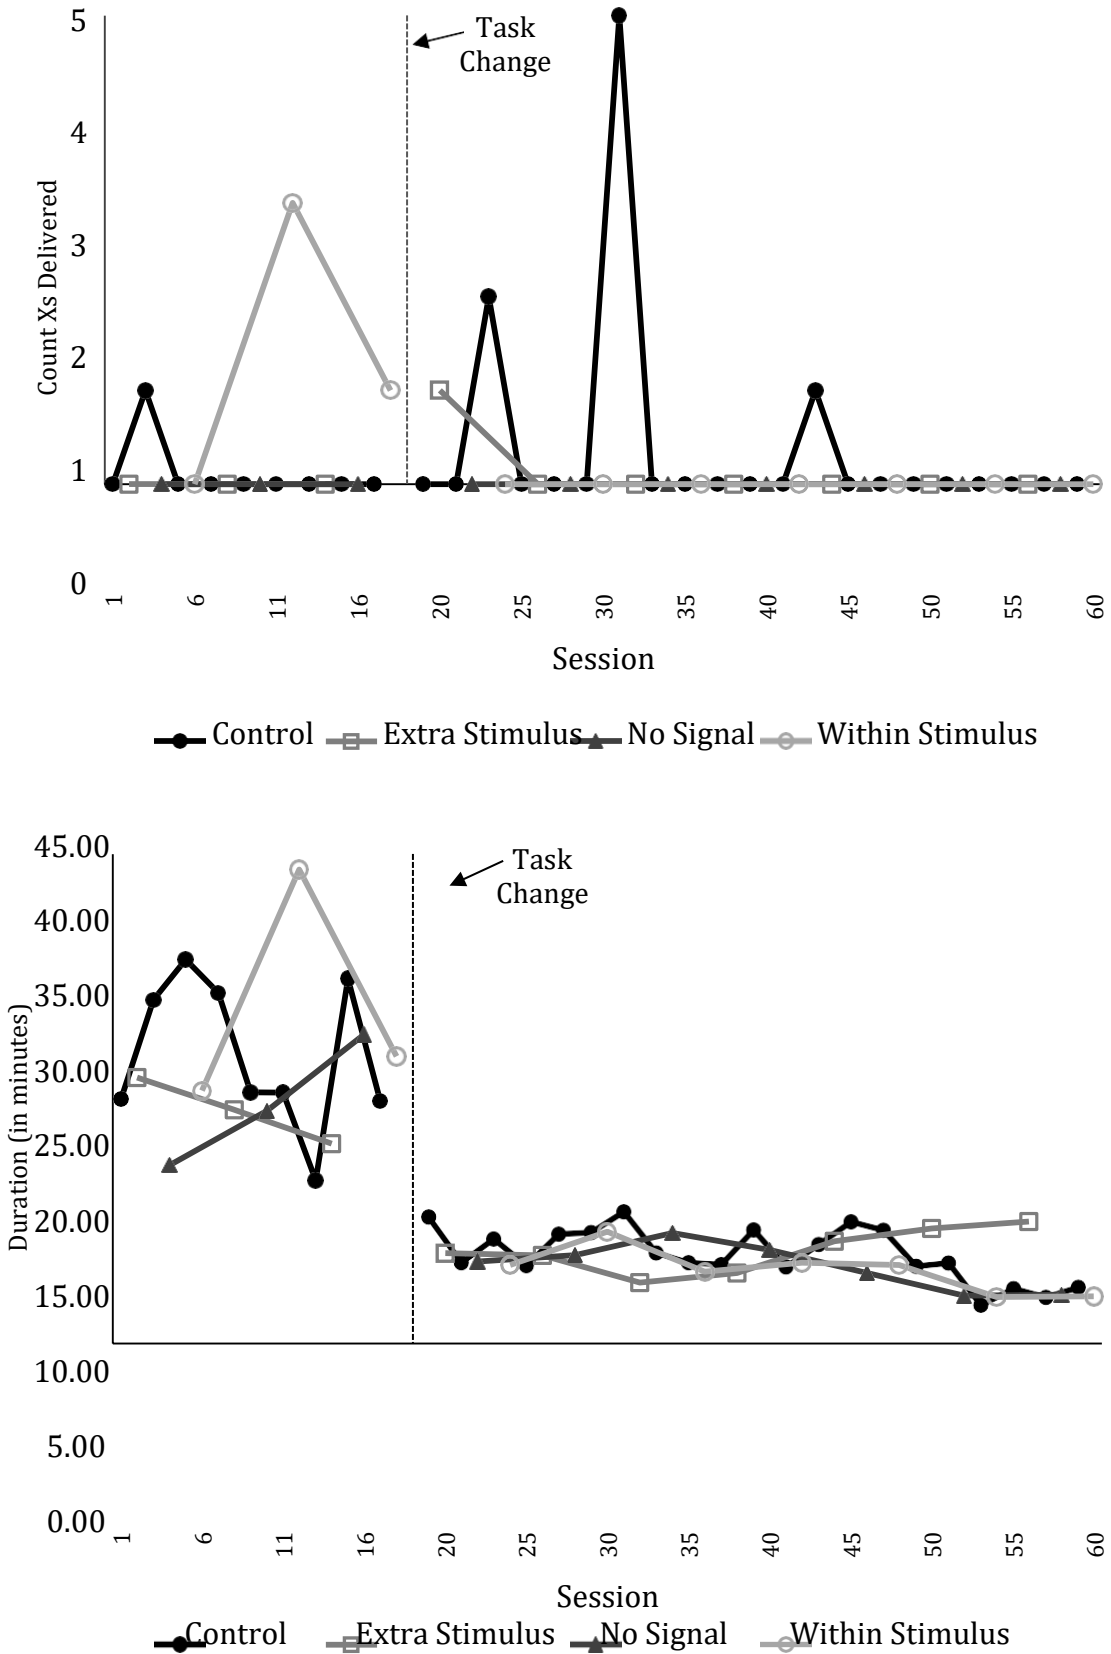 5
Task
Change
4
3
2
1
0
Count Xs Delivered
1 6 11 16 20 25 30 35 40 45 50 55 60
Session
Control Extra Stimulus No Signal Within Stimulus
45.00
Task
Change
40.00
35.00
30.00
25.00
20.00
15.00
10.00
5.00
0.00
Duration (in minutes)
1 6 11 16 20 25 30 35 40 45 50 55 60
Session
Control Extra Stimulus No Signal Within Stimulus